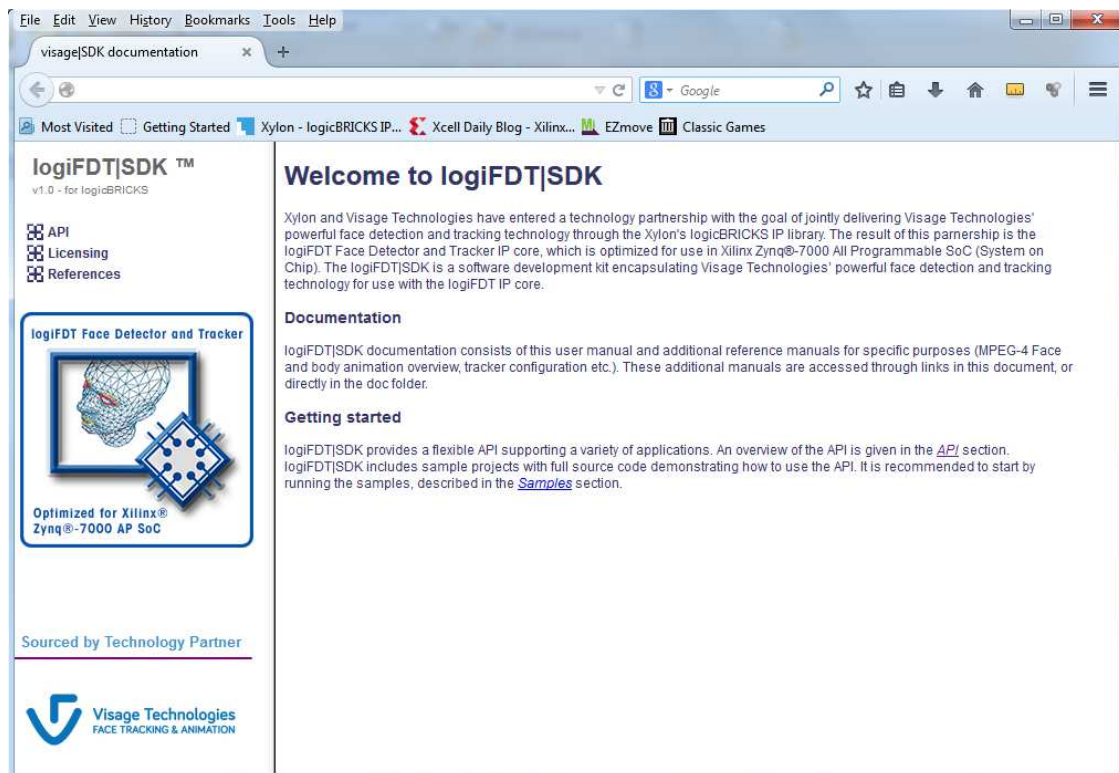 File Edit View History Bookmarks Tools Help
visage|SDK documentation
Google
Most Visited Getting Started Xylon - logicBRICKS IP... Xcell Daily Blog - Xilinx... EZmove Classic Games
logiFDT|SDK ™
v1.0 - for logicBRICKS
API
Licensing
References
logiFDT Face Detector and Tracker
Optimized for Xilinx®
Zynq®-7000 AP SoC
Sourced by Technology Partner
Visage Technologies
FACE TRACKING & ANIMATION
Welcome to logiFDT|SDK
Xylon and Visage Technologies have entered a technology partnership with the goal of jointly delivering Visage Technologies'
powerful face detection and tracking technology through the Xylon's logicBRICKS IP library. The result of this parnership is the
logiFDT Face Detector and Tracker IP core, which is optimized for use in Xilinx Zynq®-7000 All Programmable SoC (System on
Chip). The logiFDT|SDK is a software development kit encapsulating Visage Technologies' powerful face detection and tracking
technology for use with the logiFDT IP core.
Documentation
logiFDT|SDK documentation consists of this user manual and additional reference manuals for specific purposes (MPEG-4 Face
and body animation overview, tracker configuration etc.). These additional manuals are accessed through links in this document, or
directly in the doc folder.
Getting started
logiFDT|SDK provides a flexible API supporting a variety of applications. An overview of the API is given in the API section.
logiFDT|SDK includes sample projects with full source code demonstrating how to use the API. It is recommended to start by
running the samples, described in the Samples section.